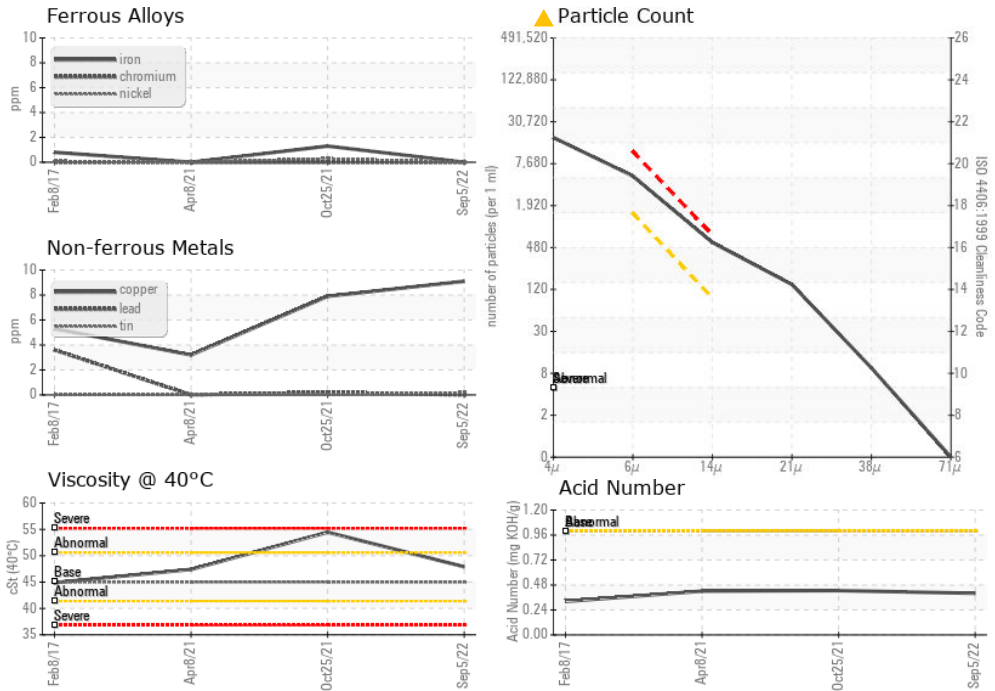 Ferrous Alloys
10
8
6
4
2
0
ppm
iron
chromium
nickel
Feb8/17
Apr8/21
Oct25/21
Sep5/22
Non-ferrous Metals
10
8
6
4
2
0
ppm
copper
lead
tin
Feb8/17
Apr8/21
Oct25/21
Sep5/22
Viscosity @ 40°C
60
55
50
45
40
35
cSt (40°C)
Severe
Abnormal
Base
Abnormal
Severe
Feb8/17
Apr8/21
Oct25/21
Sep5/22
Particle Count
491,520
122,880
30,720
7,680
1,920
480
120
30
8
2
0
number of particles (per 1 ml)
Abnormal
26
24
22
20
18
16
14
12
10
8
6
ISO 4406:1999 Cleanliness Code
4µ
6µ
14µ
21µ
38µ
71µ
Acid Number
1.20
0.96
0.72
0.48
0.24
0.00
Acid Number (mg KOH/g)
Abnormal
Feb8/17
Apr8/21
Oct25/21
Sep5/22